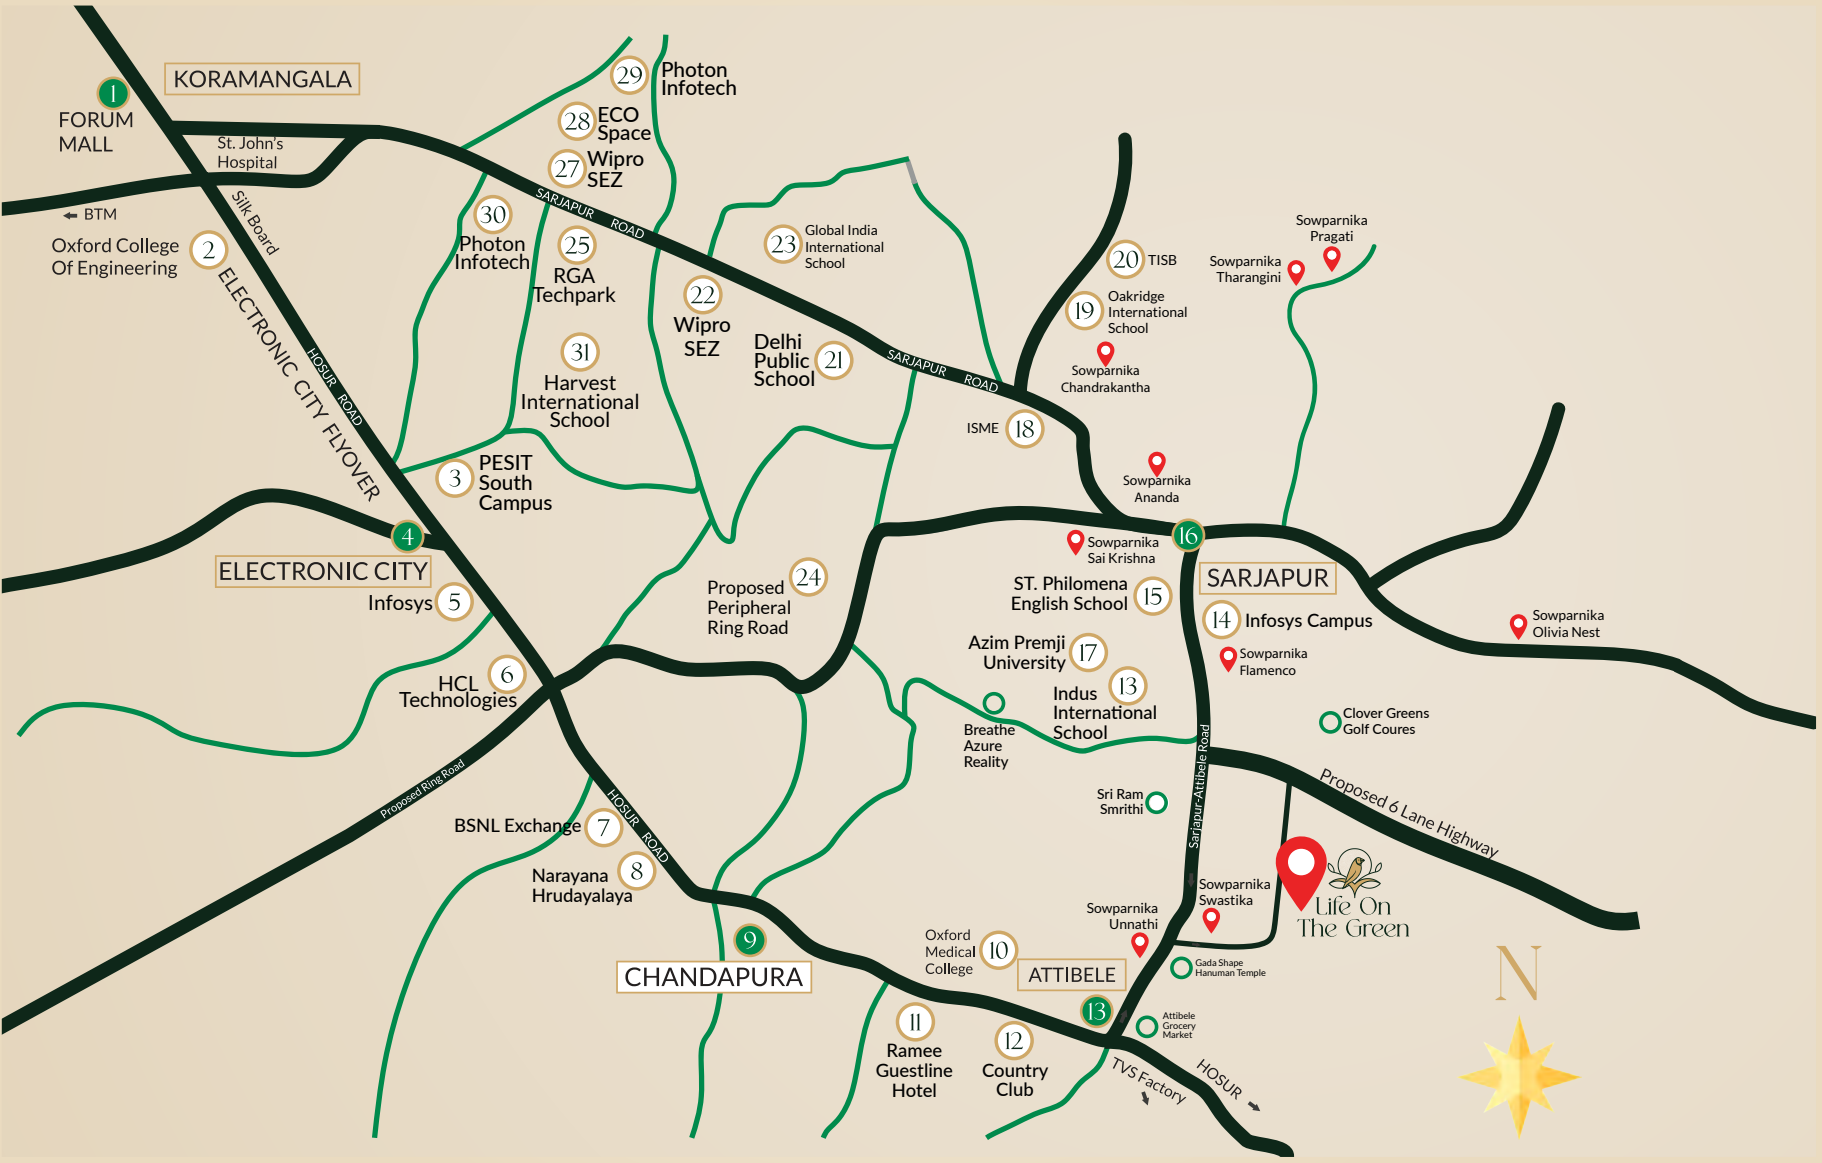 KORAMANGALA
1
FORUM
MALL
St. John's
Hospital
BTM
Silk Board
Oxford College
Of Engineering
2
ELECTRONIC CITY FLYOVER
HOSUR ROAD
29
Photon
Infotech
28
ECO
Space
27
Wipro
SEZ
SARJAPUR ROAD
30
Photon
Infotech
25
RGA
Techpark
23
Global India
International
School
22
Wipro
SEZ
31
Harvest
International
School
Delhi
Public
School
21
SARJAPUR ROAD
20
TISB
19
Oakridge
International
School
Sowparnika
Chandrakantha
Sowparnika
Pragati
Sowparnika
Tharangini
ISME
18
3
PESIT
South
Campus
Sowparnika
Ananda
4
ELECTRONIC CITY
Infosys
5
16
Sowparnika
Sai Krishna
SARJAPUR
24
Proposed
Peripheral
Ring Road
ST. Philomena
English School
15
14
Infosys Campus
Sowparnika
Olivia Nest
Azim Premji
University
17
Sowparnika
Flamenco
6
HCL
Technologies
13
Indus
International
School
Breathe
Azure
Reality
Clover Greens
Golf Coures
Proposed Ring Road
Sarjapur-Attibele Road
Proposed 6 Lane Highway
Sri Ram
Smrithi
BSNL Exchange
7
HOSUR ROAD
Narayana
Hrudayalaya
8
Sowparnika
Swastika
Life On
The Green
Sowparnika
Unnathi
9
CHANDAPURA
Oxford
Medical
College
10
ATTIBELE
13
Gada Shape
Hanuman Temple
Attibele
Grocery
Market
11
Ramee
Guestline
Hotel
12
Country
Club
TVS Factory
HOSUR
N